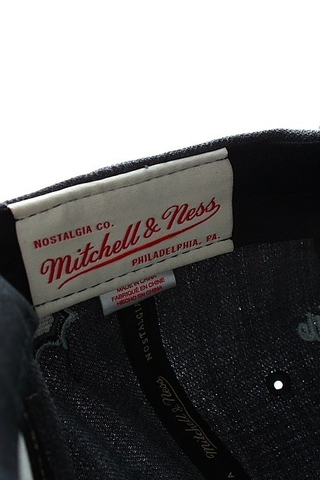 NOSTALGIA CO.
Mitchell & Ness
PHILADELPHIA, PA.
MADE IN CHINA
FABRIQUÉ EN CHINE
HECHO EN CHINA
NOSTALGIA
Mitchell & Ness